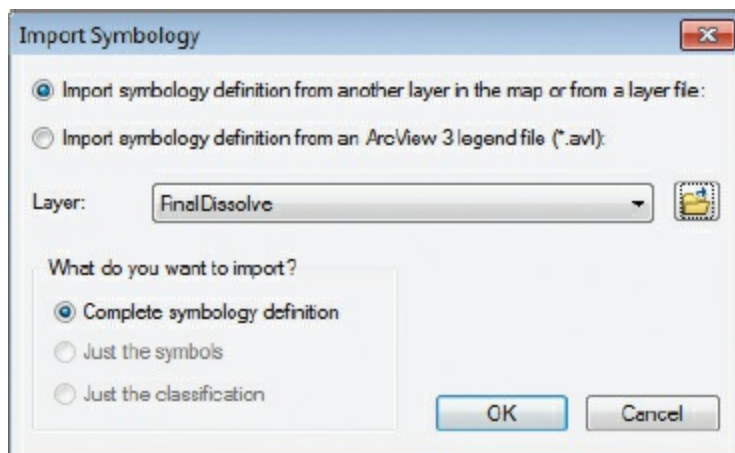 Import Symbology
Import symbology definition from another layer in the map or from a layer file:
Import symbology definition from an ArcView 3 legend file (*.avl):
Layer: FinalDissolve
What do you want to import?
Complete symbology definition
Just the symbols
Just the classification
OK Cancel